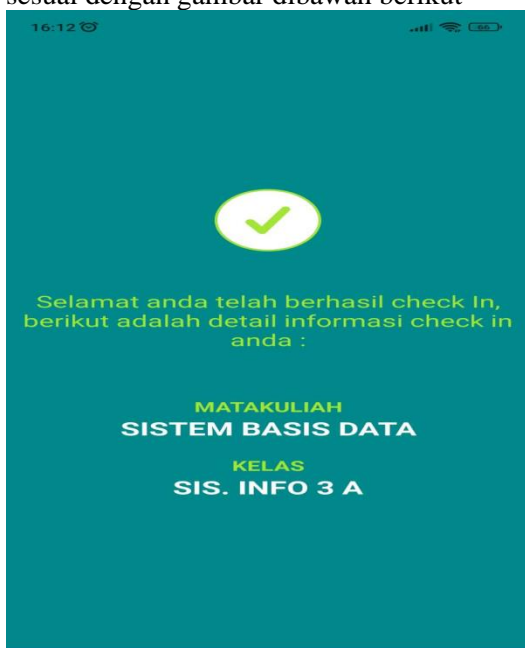 sesuai dengan gambar dibawah berikut
16:12
66
Selamat anda telah berhasil check In,
berikut adalah detail informasi check in
anda :
MATAKULIAH
SISTEM BASIS DATA
KELAS
SIS. INFO 3 A